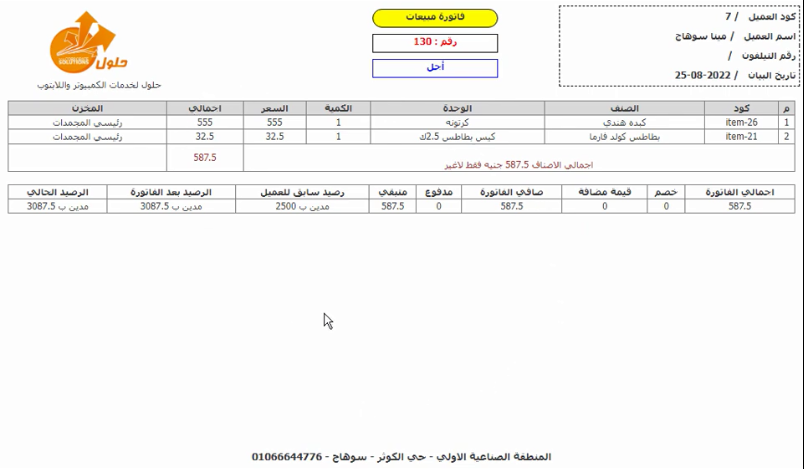 كود العميل / 7
اسم العميل / مينا سوهاج
رقم التيلفون /
تاريخ البيان / 2022-08-25
فاتورة مبيعات
رقم : 130
أجل
SOLUTIONS
حلول
حلول لخدمات الكمبيوتر واللابتوب
م كود الصنف الوحدة الكمية السعر اجمالي المخزن
1 item-26 كبده هندي كرتونه 1 555 555 رئيسي المجمدات
2 item-21 بطاطس كولد فارما كيس بطاطس 2.5ك 1 32.5 32.5 رئيسي المجمدات
اجمالي الاصناف 587.5 جنيه فقط لاغير 587.5
اجمالي الفاتورة خصم قيمة مضافة صافي الفاتورة مدفوع متبقي رصيد سابق للعميل الرصيد بعد الفاتورة الرصيد الحالي
587.5 0 0 587.5 0 587.5 مدين ب 2500 مدين ب 3087.5 مدين ب 3087.5
المنطقة الصناعية الاولي - حي الكوثر - سوهاج - 01066644776